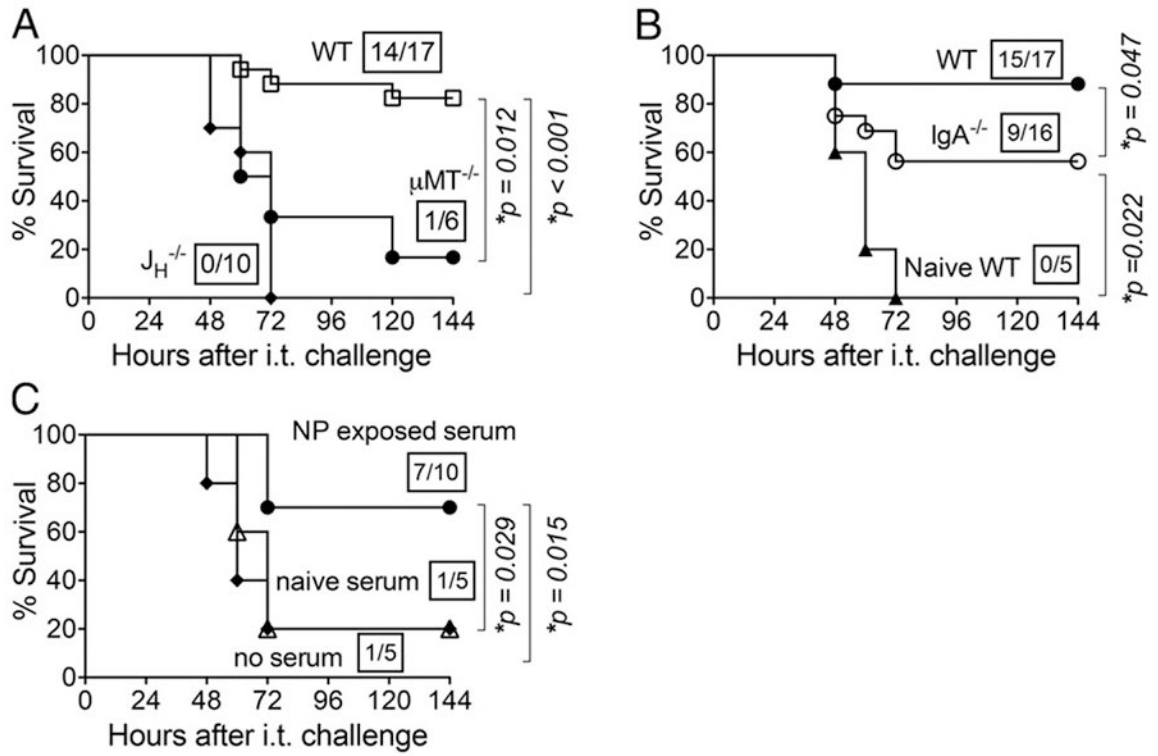 A
% Survival
100
80
60
40
20
0
WT 14/17
μMT-/-
1/6
JH-/- 0/10
*p = 0.012
*p < 0.001
0 24 48 72 96 120 144
Hours after i.t. challenge
B
% Survival
100
80
60
40
20
0
WT 15/17
IgA-/- 9/16
Naive WT 0/5
*p = 0.047
*p =0.022
0 24 48 72 96 120 144
Hours after i.t. challenge
C
% Survival
100
80
60
40
20
0
NP exposed serum
7/10
naive serum 1/5
no serum 1/5
*p = 0.029
*p = 0.015
0 24 48 72 96 120 144
Hours after i.t. challenge